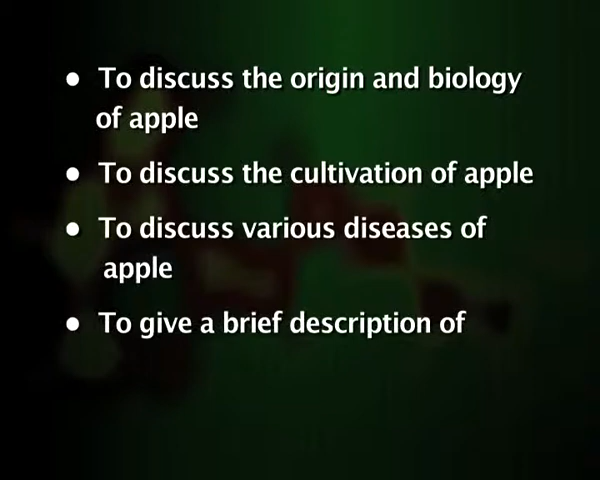 • To discuss the origin and biology
of apple
• To discuss the cultivation of apple
• To discuss various diseases of
apple
• To give a brief description of